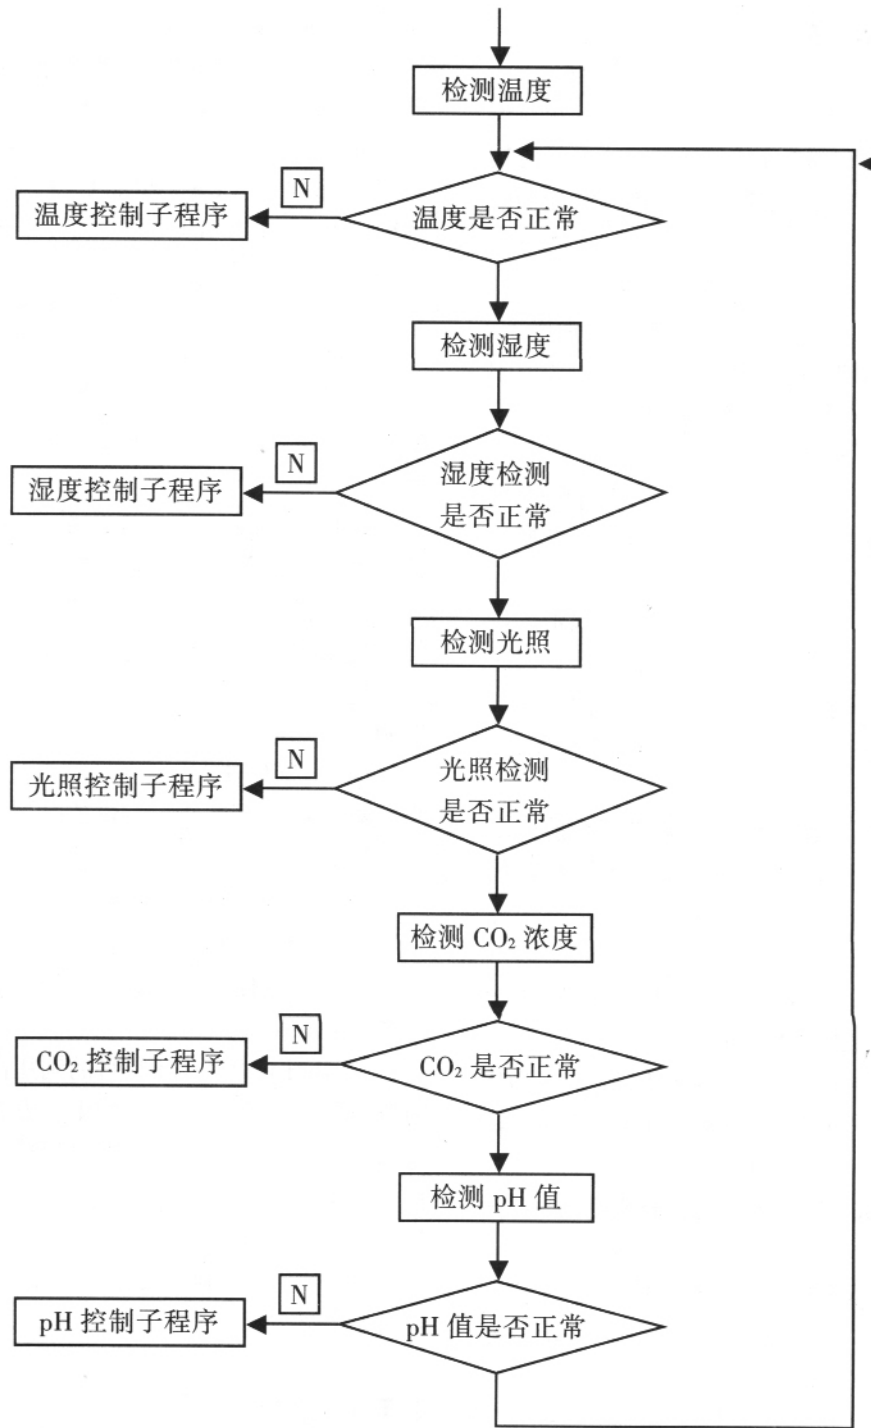 检测温度
N
温度控制子程序
温度是否正常
检测湿度
N
湿度控制子程序
湿度检测
是否正常
检测光照
N
光照控制子程序
光照检测
是否正常
检测 CO₂ 浓度
N
CO₂ 控制子程序
CO₂ 是否正常
检测 pH 值
N
pH 控制子程序
pH 值是否正常